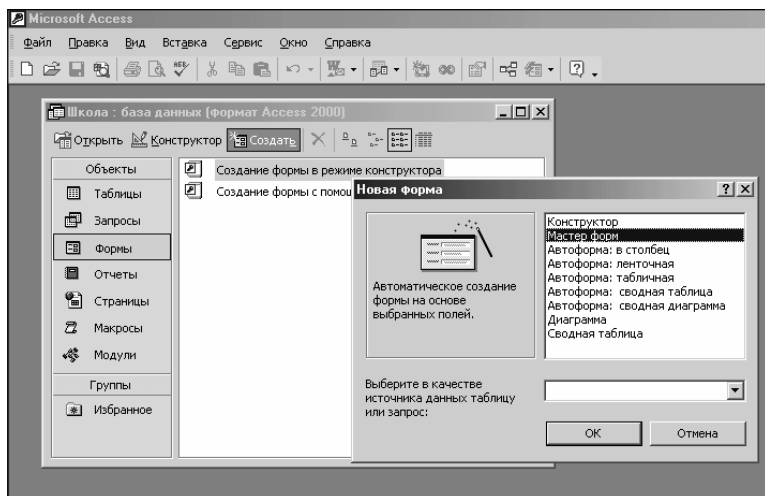 Microsoft Access
Файл Правка Вид Вставка Сервис Окно Справка
Школа : база данных (формат Access 2000)
Открыть Конструктор Создать
Объекты
Таблицы
Запросы
Формы
Отчеты
Страницы
Макросы
Модули
Группы
Избранное
Создание формы в режиме конструктора
Создание формы с помощ
Новая форма
Автоматическое создание
формы на основе
выбранных полей.
Конструктор
Мастер форм
Автоформа: в столбец
Автоформа: ленточная
Автоформа: табличная
Автоформа: сводная таблица
Автоформа: сводная диаграмма
Диаграмма
Сводная таблица
Выберите в качестве
источника данных таблицу
или запрос:
ОК Отмена